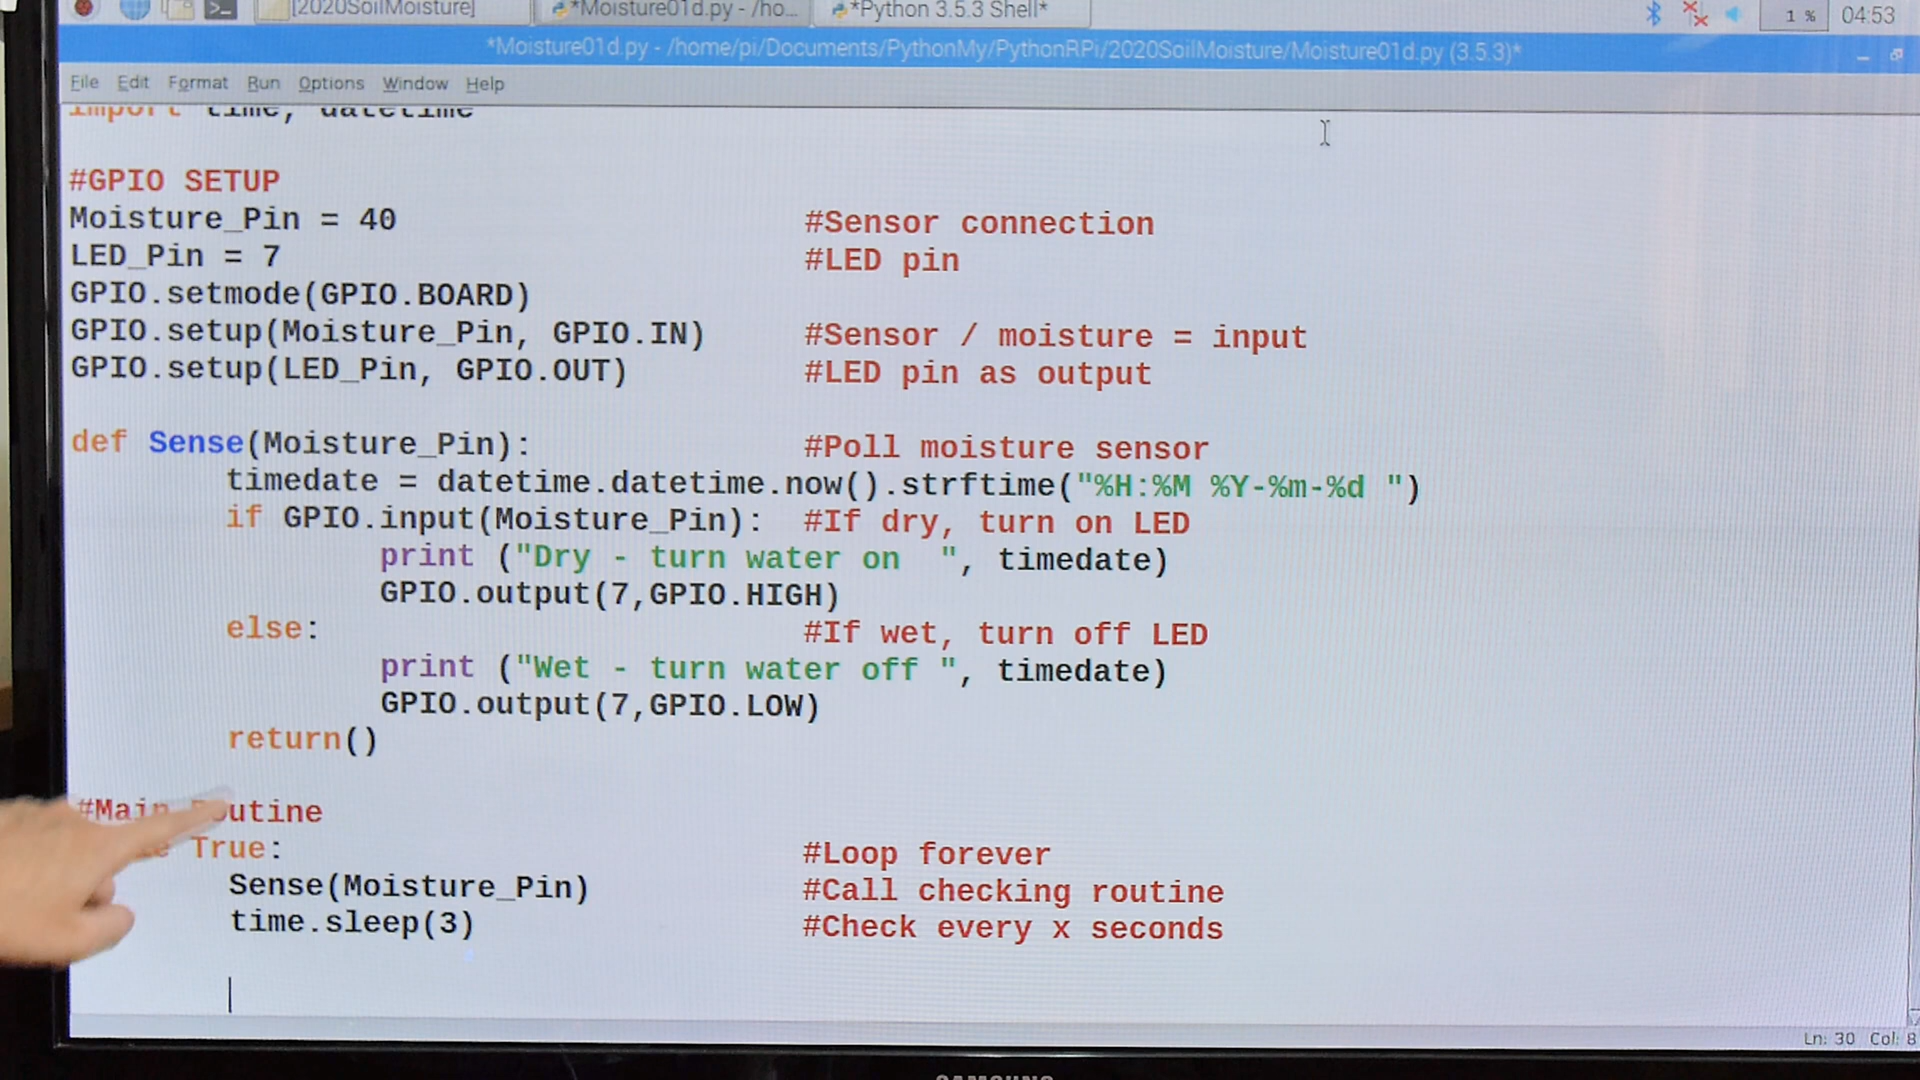 [2020SoilMoisture]
*Moisture01d.py - /ho...
*Python 3.5.3 Shell*
1 %
04:53
*Moisture01d.py - /home/pi/Documents/PythonMy/PythonRPi/2020SoilMoisture/Moisture01d.py (3.5.3)*
File Edit Format Run Options Window Help
import time, datetime
#GPIO SETUP
Moisture_Pin = 40 #Sensor connection
LED_Pin = 7 #LED pin
GPIO.setmode(GPIO.BOARD)
GPIO.setup(Moisture_Pin, GPIO.IN) #Sensor / moisture = input
GPIO.setup(LED_Pin, GPIO.OUT) #LED pin as output
def Sense(Moisture_Pin): #Poll moisture sensor
timedate = datetime.datetime.now().strftime("%H:%M %Y-%m-%d ")
if GPIO.input(Moisture_Pin): #If dry, turn on LED
print ("Dry - turn water on  ", timedate)
GPIO.output(7,GPIO.HIGH)
else: #If wet, turn off LED
print ("Wet - turn water off ", timedate)
GPIO.output(7,GPIO.LOW)
return()
#Main Routine
True: #Loop forever
Sense(Moisture_Pin) #Call checking routine
time.sleep(3) #Check every x seconds
Ln: 30 Col: 8
SAMSUNG